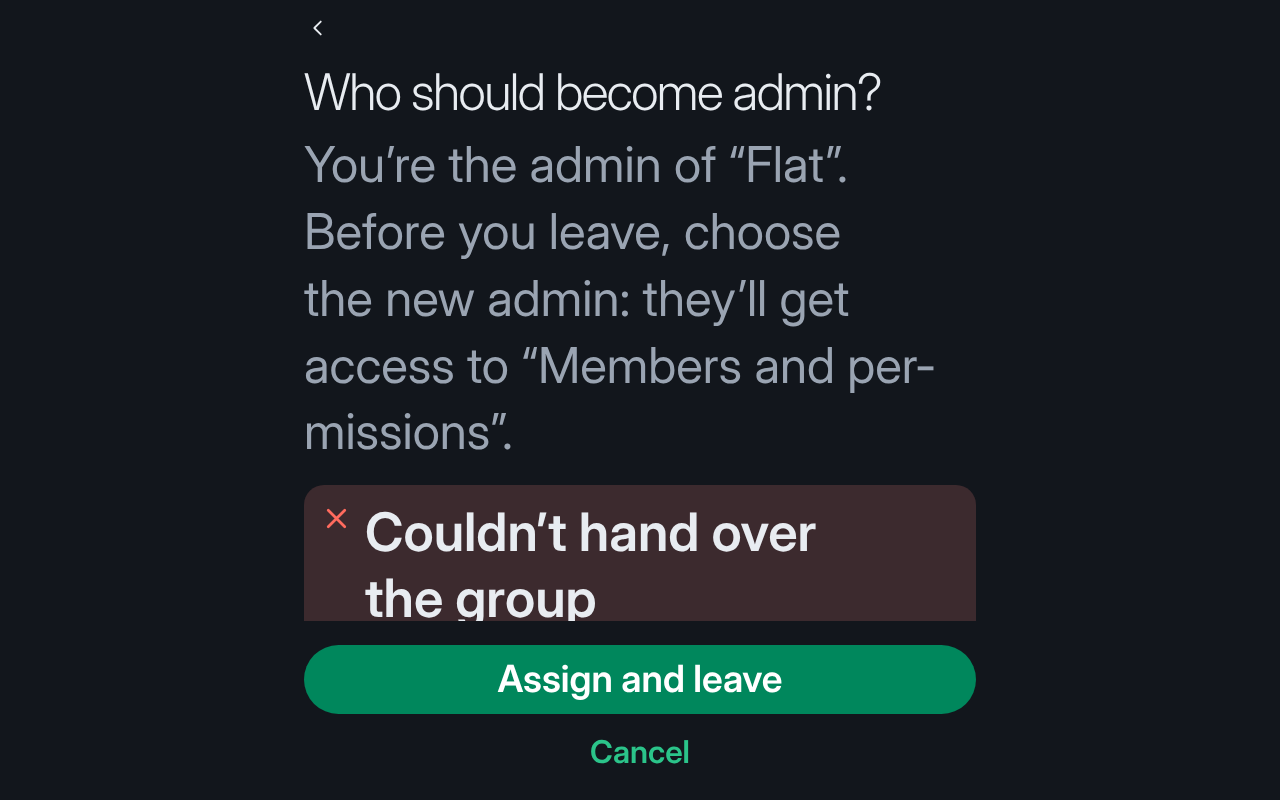 Who should become admin?
You’re the admin of “Flat”.
Before you leave, choose
the new admin: they’ll get
access to “Members and per-
missions”.
Couldn’t hand over
the group
Assign and leave
Cancel